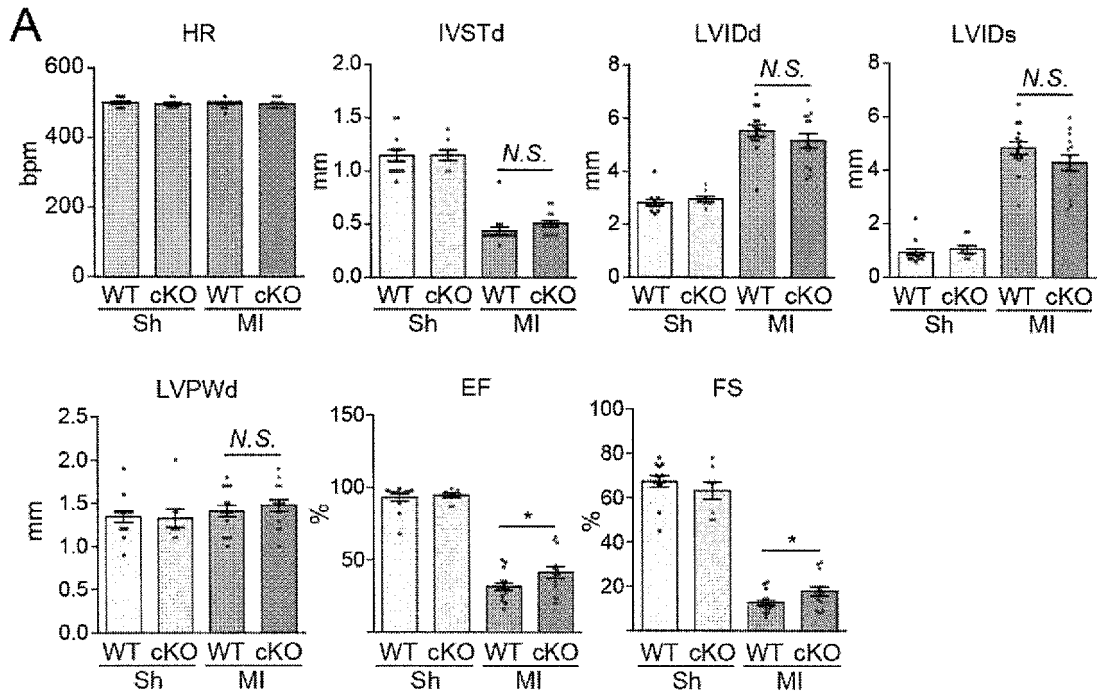 A
HR
IVSTd
LVIDd
LVIDs
bpm
600
400
200
0
WT cKO WT cKO
Sh MI
mm
2.0
1.5
1.0
0.5
0.0
N.S.
WT cKO WT cKO
Sh MI
mm
8
6
4
2
0
N.S.
WT cKO WT cKO
Sh MI
mm
8
6
4
2
0
N.S.
WT cKO WT cKO
Sh MI
LVPWd
EF
FS
mm
2.5
2.0
1.5
1.0
0.5
0.0
N.S.
WT cKO WT cKO
Sh MI
%
150
100
50
*
WT cKO WT cKO
Sh MI
%
100
80
60
40
20
*
WT cKO WT cKO
Sh MI